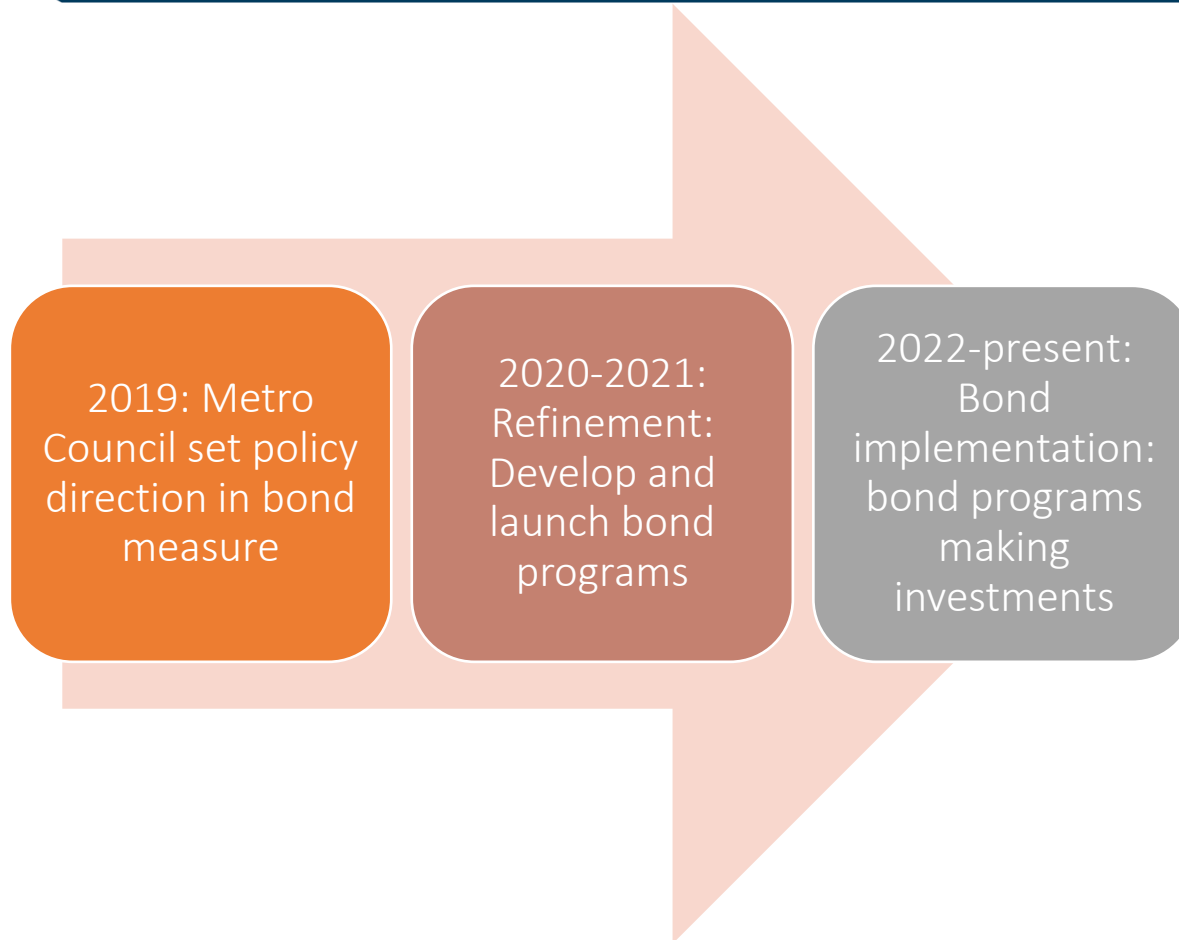 2019: Metro
Council set policy
direction in bond
measure
2020-2021:
Refinement:
Develop and
launch bond
programs
2022-present:
Bond
implementation:
bond programs
making
investments